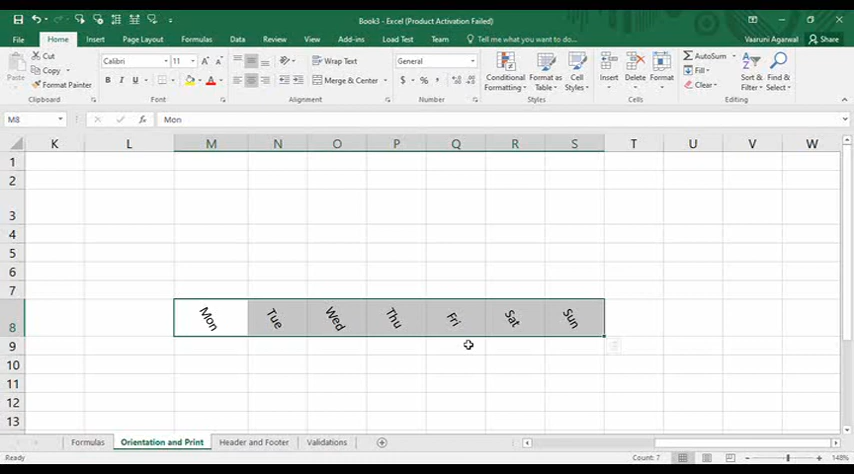 Book3 - Excel (Product Activation Failed)
File Home Insert Page Layout Formulas Data Review View Add-ins Load Test Team Tell me what you want to do... Vaaruni Agarwal Share
Cut
Copy
Format Painter
Paste
Clipboard
Calibri 11
B I U
Font
Wrap Text
Merge & Center
Alignment
General
$ % ,
Number
Conditional Formatting
Format as Table
Cell Styles
Styles
Insert Delete Format
Cells
AutoSum
Fill
Clear
Sort & Filter
Find & Select
Editing
M8 fx Mon
K L M N O P Q R S T U V W
1
2
3
4
5
6
7
8 Mon Tue Wed Thu Fri Sat Sun
9
10
11
12
13
Formulas Orientation and Print Header and Footer Validations
Ready Count: 7 148%